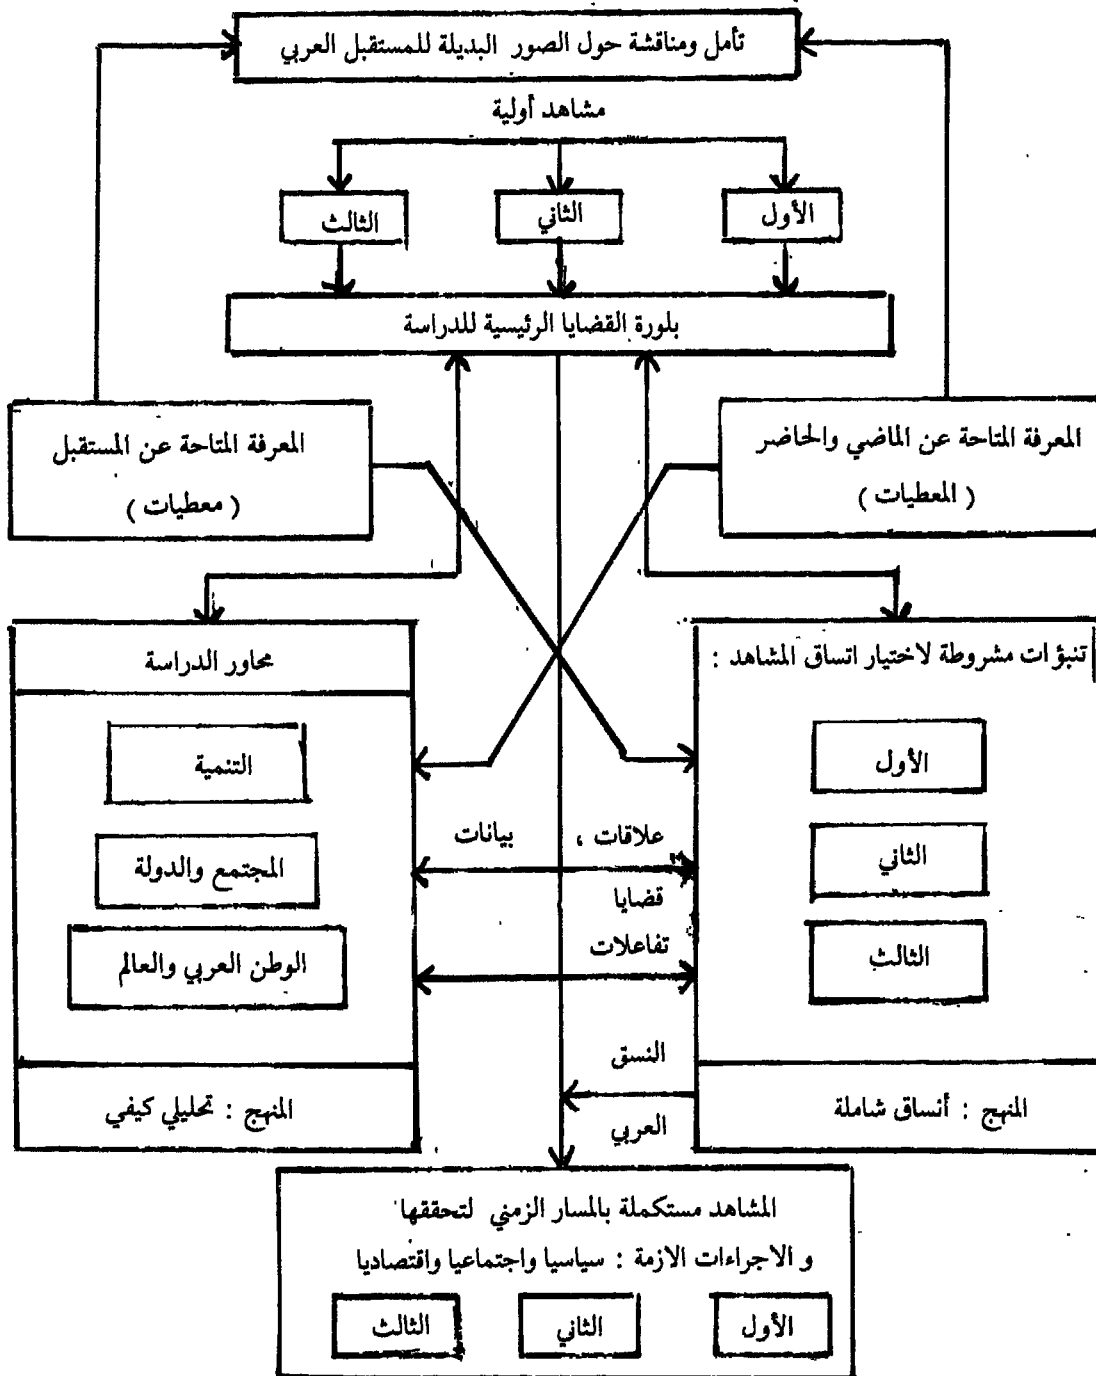 تأمل ومناقشة حول الصور البديلة للمستقبل العربي
مشاهد أولية
الأول
الثاني
الثالث
بلورة القضايا الرئيسية للدراسة
المعرفة المتاحة عن الماضي والحاضر
( المعطيات )
المعرفة المتاحة عن المستقبل
( معطيات )
تنبؤات مشروطة لاختيار اتساق المشاهد :
الأول
الثاني
الثالث
المنهج : أنساق شاملة
علاقات ، بيانات
قضايا
تفاعلات
النسق
العربي
محاور الدراسة
التنمية
المجتمع والدولة
الوطن العربي والعالم
المنهج : تحليلي كيفي
المشاهد مستكملة بالمسار الزمني لتحققها
و الاجراءات الازمة : سياسيا واجتماعيا واقتصاديا
الأول
الثاني
الثالث